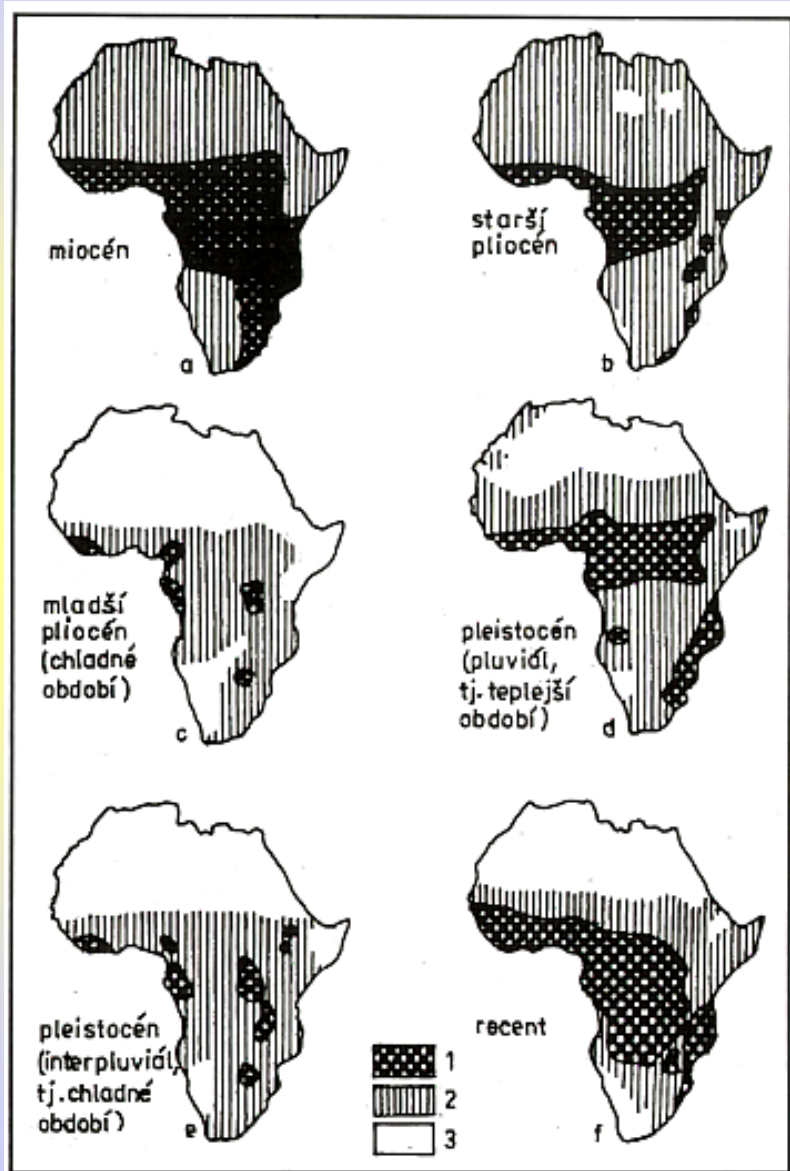 miocén
a
starší
pliocén
b
mladší
pliocén
(chladné
období)
c
pleistocén
(pluviál,
tj. teplejší
období)
d
pleistocén
(interpluviál,
tj. chladné
období)
e
1
2
3
recent
f